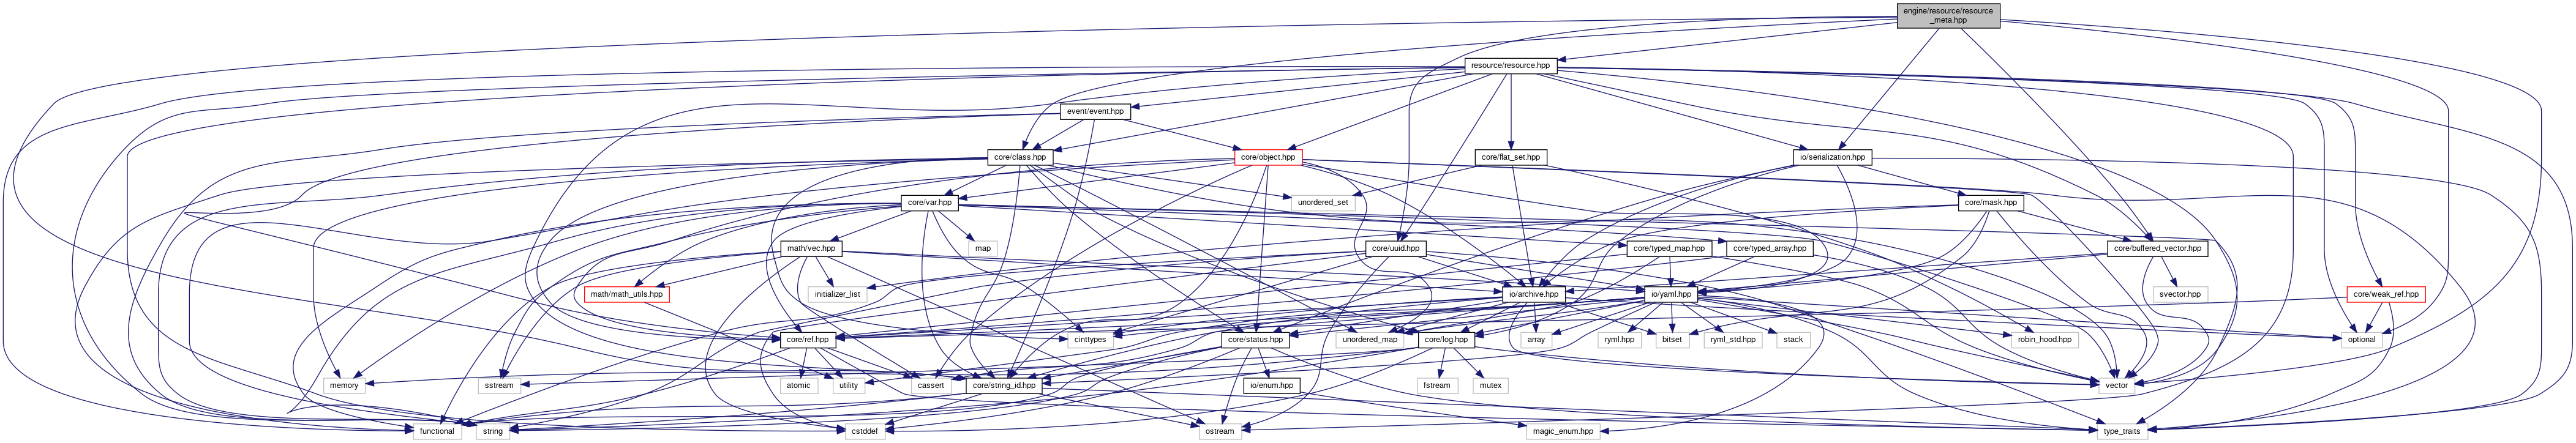 engine/resource/resource
_meta.hpp
resource/resource.hpp
event/event.hpp
core/class.hpp
core/object.hpp
core/flat_set.hpp
io/serialization.hpp
core/var.hpp
unordered_set
core/mask.hpp
math/vec.hpp
map
core/uuid.hpp
core/typed_map.hpp
core/typed_array.hpp
core/buffered_vector.hpp
math/math_utils.hpp
initializer_list
io/archive.hpp
io/yaml.hpp
svector.hpp
core/weak_ref.hpp
core/ref.hpp
cinttypes
core/status.hpp
unordered_map
core/log.hpp
array
ryml.hpp
bitset
ryml_std.hpp
stack
robin_hood.hpp
optional
memory
sstream
atomic
utility
cassert
core/string_id.hpp
io/enum.hpp
fstream
mutex
vector
functional
string
cstddef
ostream
magic_enum.hpp
type_traits